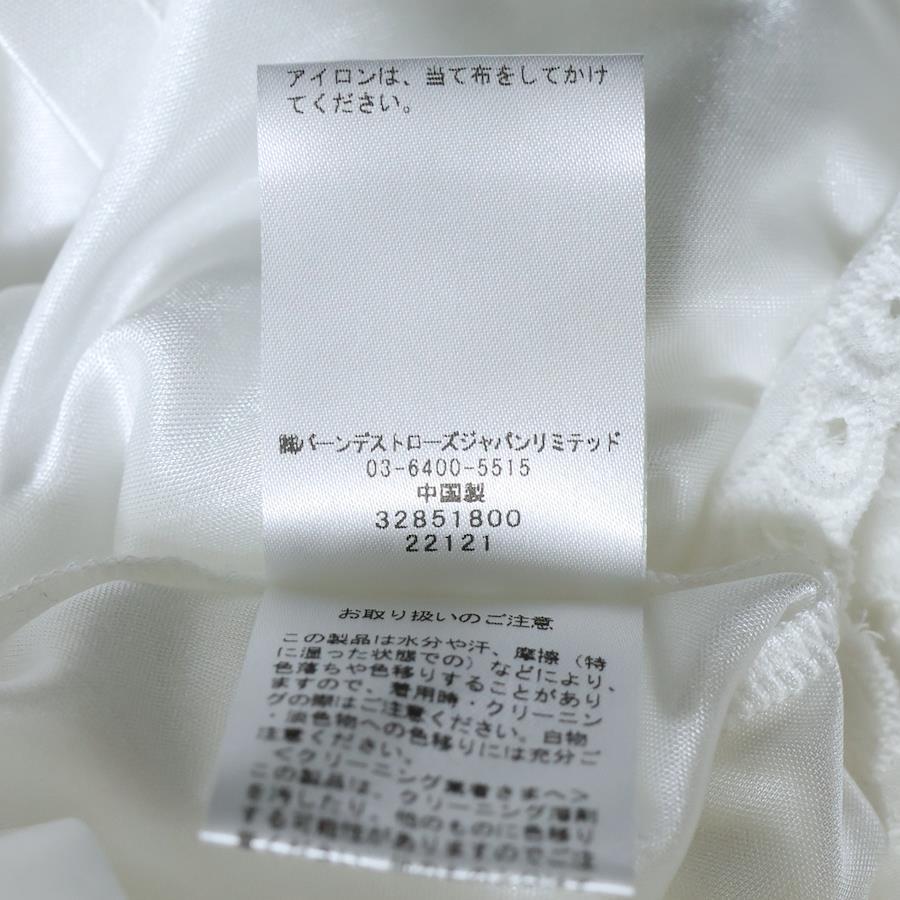 アイロンは、当て布をしてかけ
てください。
㈱バーンデストローズジャパンリミテッド
03-6400-5515
中国製
32851800
22121
お取り扱いのご注意
この製品は水分や汗、摩擦（特
に湿った状態での）などにより、
色落ちや色移りすることがあり
ますので、着用時・クリーニン
グの際はご注意ください。白物
・淡色物への色移りには充分ご
注意ください。
＜クリーニング業者さまへ＞
この製品は、クリーニング溶剤
を汚したり、他のものに色移り
する可能性がありますのでご注